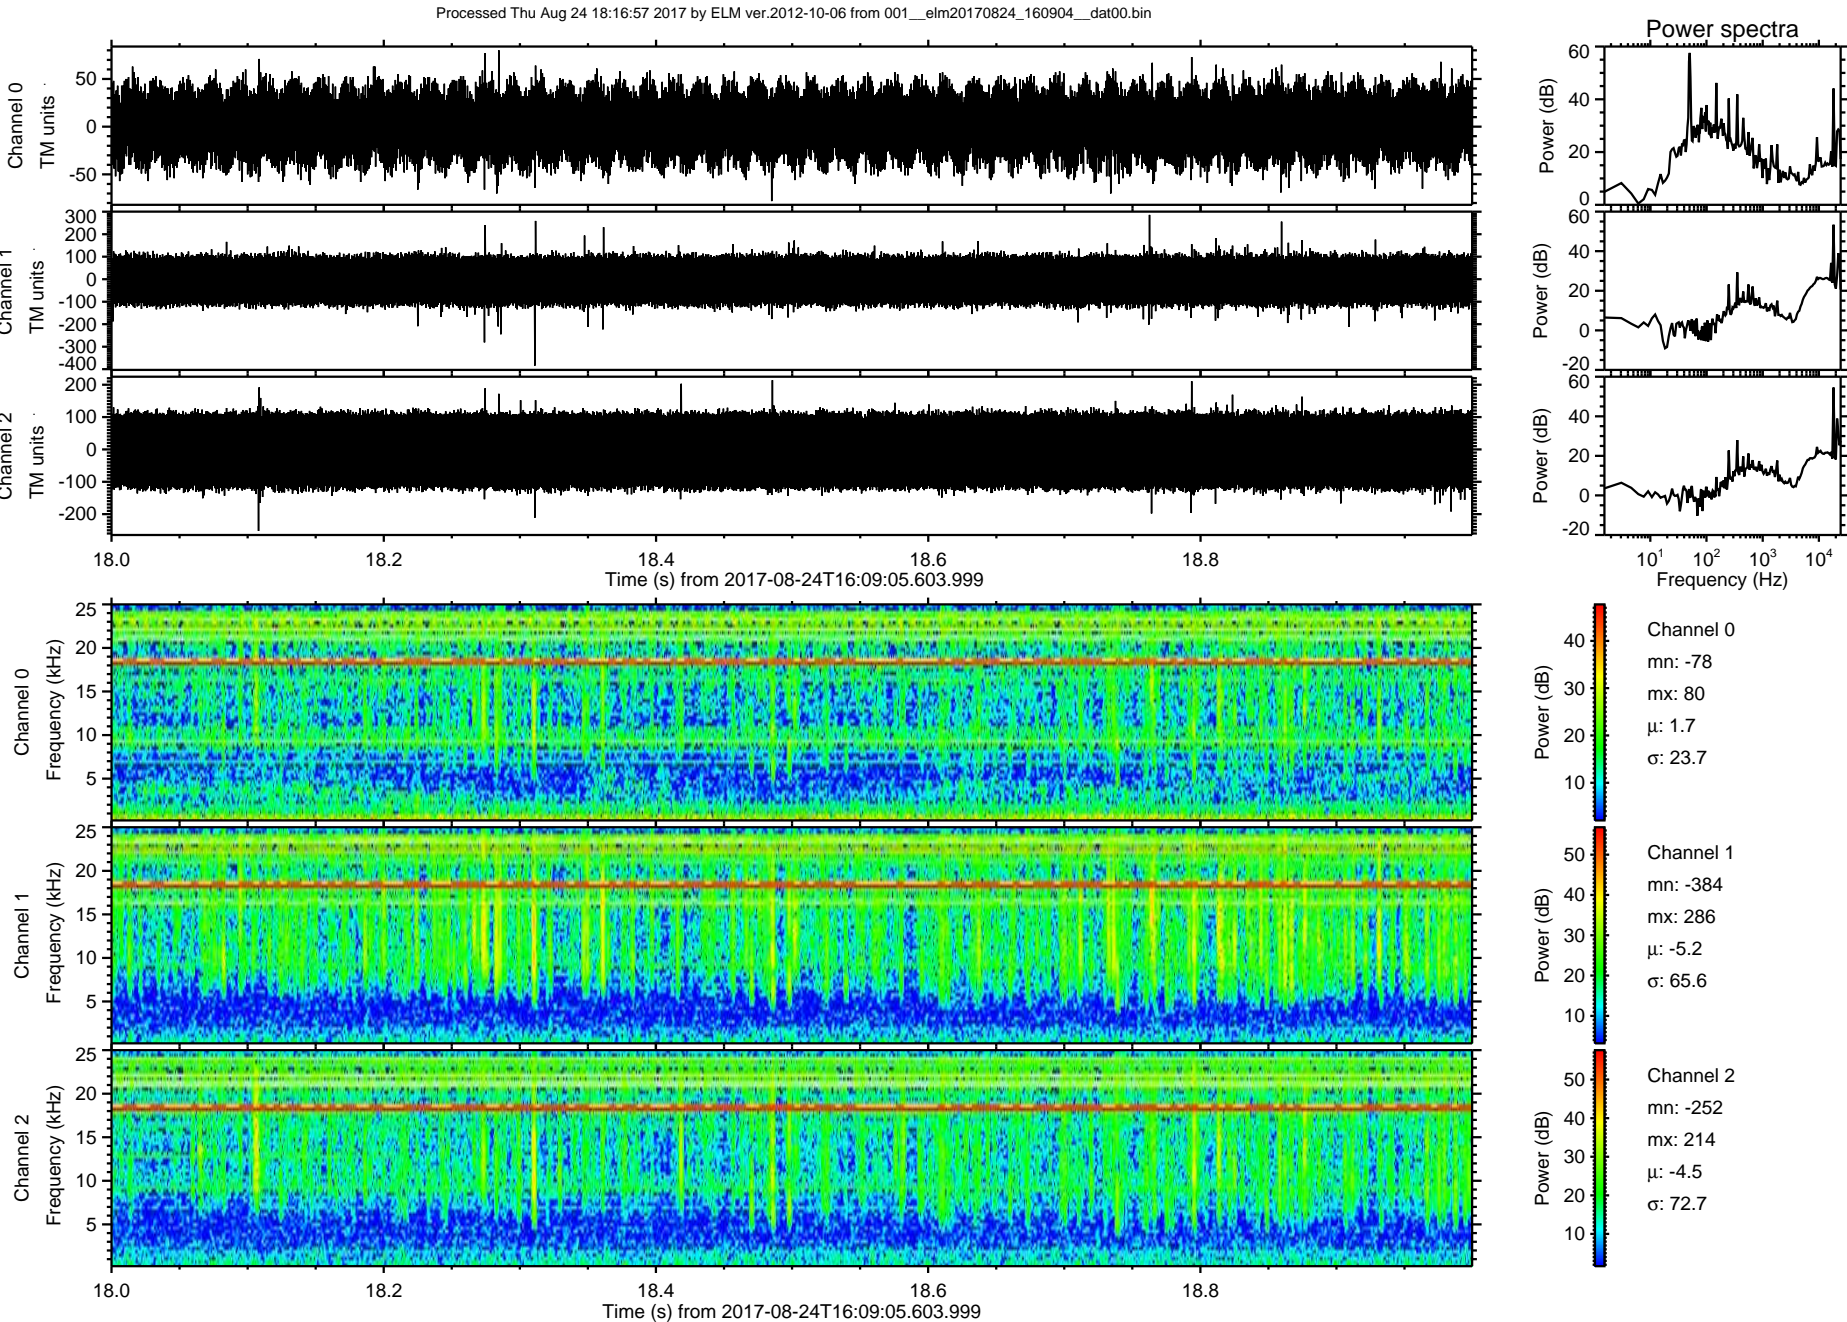 Processed Thu Aug 24 18:16:57 2017 by ELM ver.2012-10-06 from 001__elm20170824_160904__dat00.bin
Power spectra
Channel 0
TM units
50
0
-50
Power (dB)
60
40
20
0
Channel 1
TM units
300
200
100
0
-100
-200
-300
-400
Power (dB)
60
40
20
0
-20
Channel 2
TM units
200
100
0
-100
-200
Power (dB)
60
40
20
0
-20
18.0 18.2 18.4 18.6 18.8
Time (s) from 2017-08-24T16:09:05.603.999
10¹ 10² 10³ 10⁴
Frequency (Hz)
Channel 0
Frequency (kHz)
25
20
15
10
5
Power (dB)
40
30
20
10
Channel 0
mn: -78
mx: 80
μ: 1.7
σ: 23.7
Channel 1
Frequency (kHz)
25
20
15
10
5
Power (dB)
50
40
30
20
10
Channel 1
mn: -384
mx: 286
μ: -5.2
σ: 65.6
Channel 2
Frequency (kHz)
25
20
15
10
5
Power (dB)
50
40
30
20
10
Channel 2
mn: -252
mx: 214
μ: -4.5
σ: 72.7
18.0 18.2 18.4 18.6 18.8
Time (s) from 2017-08-24T16:09:05.603.999